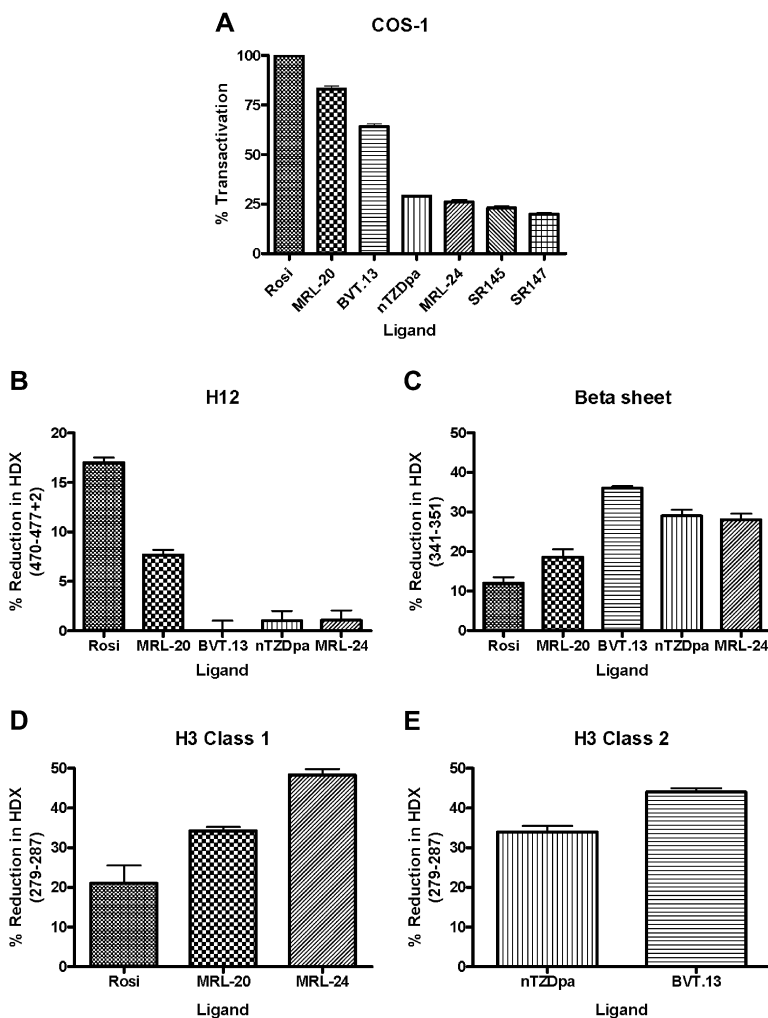 A
COS-1
% Transactivation
100
75
50
25
0
Rosi
MRL-20
BVT.13
nTZDpa
MRL-24
SR145
SR147
Ligand
B
H12
% Reduction in HDX
(470-477+2)
20
15
10
5
0
Rosi MRL-20 BVT.13 nTZDpa MRL-24
Ligand
C
Beta sheet
% Reduction in HDX
(341-351)
50
40
30
20
10
0
Rosi MRL-20 BVT.13 nTZDpa MRL-24
Ligand
D
H3 Class 1
% Reduction in HDX
(279-287)
50
40
30
20
10
0
Rosi MRL-20 MRL-24
Ligand
E
H3 Class 2
% Reduction in HDX
(279-287)
50
40
30
20
10
0
nTZDpa BVT.13
Ligand